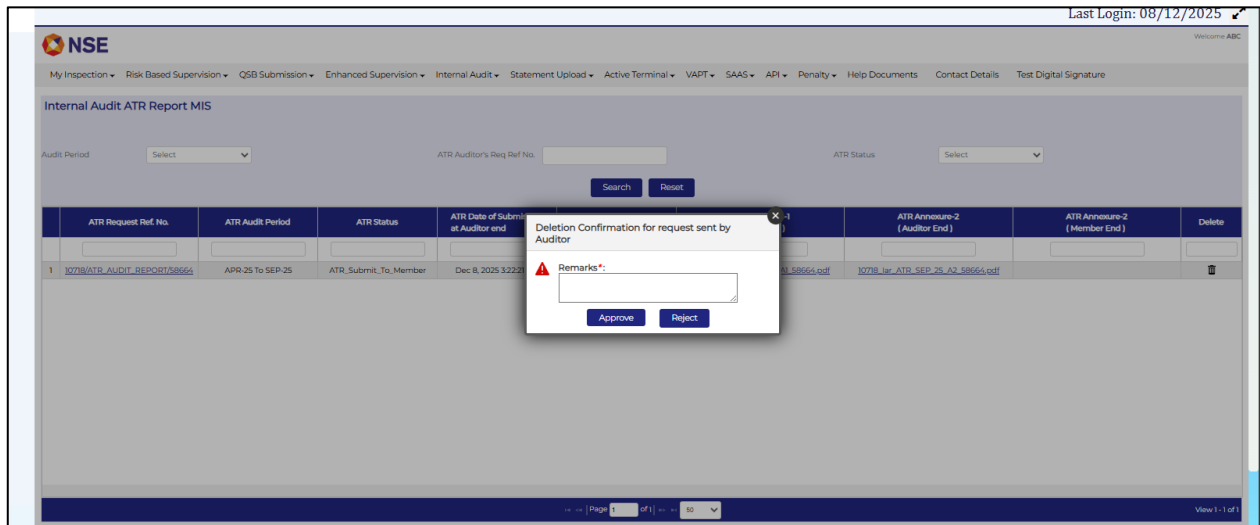 Last Login: 08/12/2025
Welcome ABC
NSE
My Inspection Risk Based Supervision QSB Submission Enhanced Supervision Internal Audit Statement Upload Active Terminal VAPT SAAS API Penalty Help Documents Contact Details Test Digital Signature
Internal Audit ATR Report MIS
Audit Period Select ATR Auditor's Req Ref No. ATR Status Select
Search Reset
ATR Request Ref. No. ATR Audit Period ATR Status ATR Date of Submi at Auditor end -1 ) ATR Annexure-2 ( Auditor End ) ATR Annexure-2 ( Member End ) Delete
Deletion Confirmation for request sent by
Auditor
1 10718/ATR_AUDIT_REPORT/58664 APR-25 To SEP-25 ATR_Submit_To_Member Dec 8, 2025 3:22:21 A1_58664.pdf 10718_Iar_ATR_SEP_25_A2_58664.pdf
Remarks*:
Approve Reject
Page 1 of 1 50 View 1 - 1 of 1